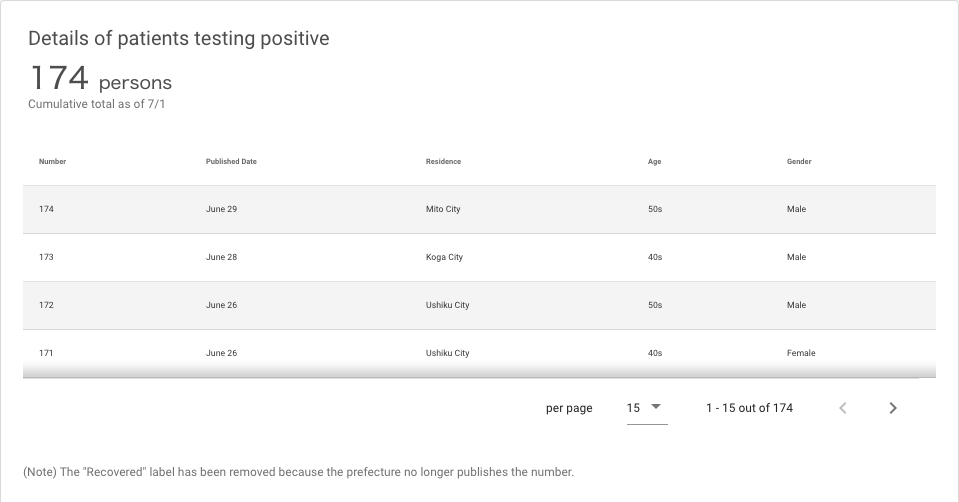 Details of patients testing positive
174 persons
Cumulative total as of 7/1
Number Published Date Residence Age Gender
174 June 29 Mito City 50s Male
173 June 28 Koga City 40s Male
172 June 26 Ushiku City 50s Male
171 June 26 Ushiku City 40s Female
per page 15 1 - 15 out of 174
(Note) The "Recovered" label has been removed because the prefecture no longer publishes the number.